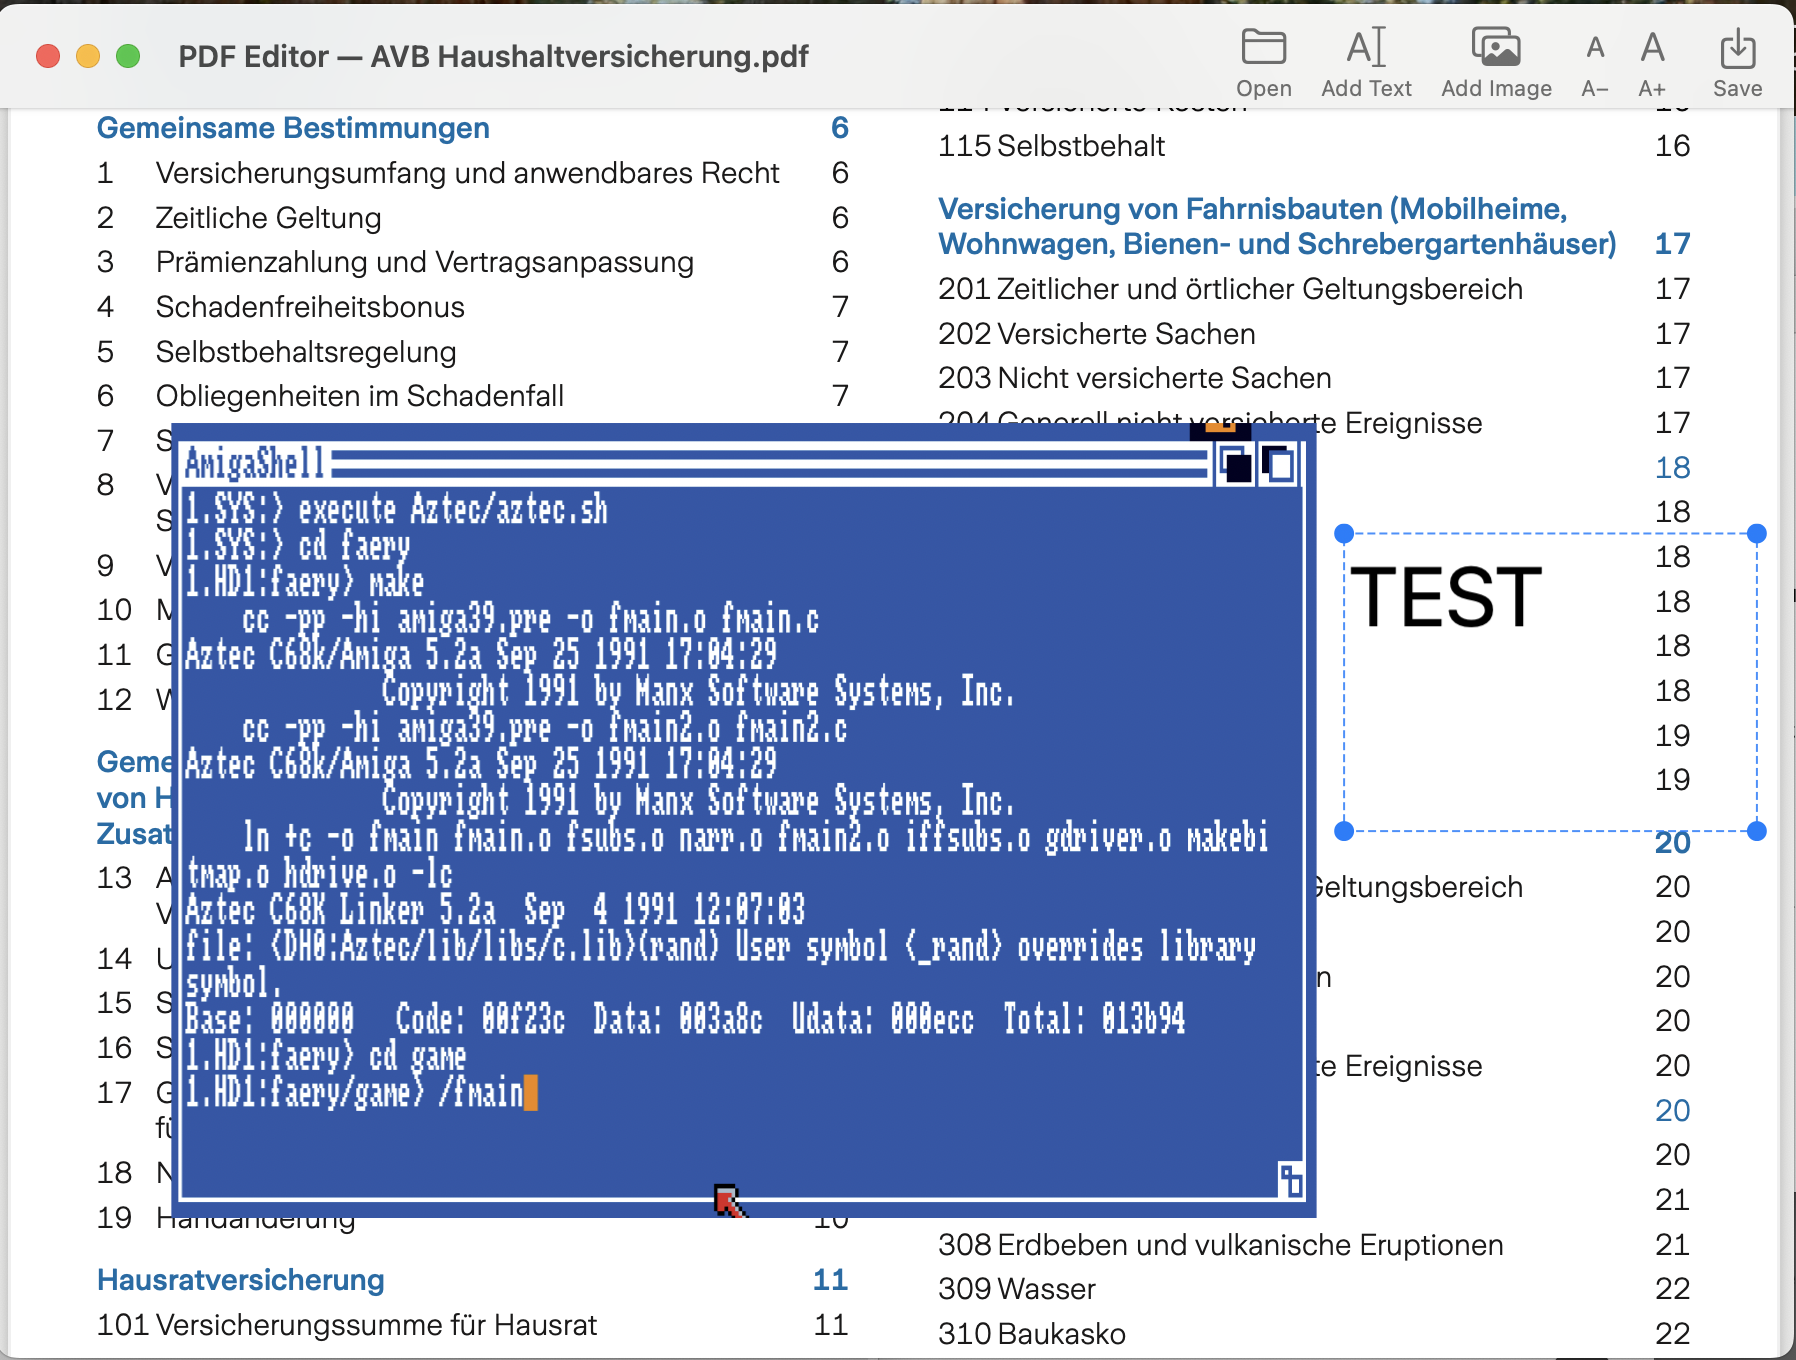 PDF Editor — AVB Haushaltversicherung.pdf
Open
Add Text
Add Image
A
A−
A
A+
Save
Gemeinsame Bestimmungen 6
1 Versicherungsumfang und anwendbares Recht 6
2 Zeitliche Geltung 6
3 Prämienzahlung und Vertragsanpassung 6
4 Schadenfreiheitsbonus 7
5 Selbstbehaltsregelung 7
6 Obliegenheiten im Schadenfall 7
7
8
9
10
11
12
Geme
von H
Zusat
13
14
15
16
17
18
19 Handänderung 10
Hausratversicherung 11
101 Versicherungssumme für Hausrat 11
AmigaShell
1.SYS:> execute Aztec/aztec.sh
1.SYS:> cd faery
1.HD1:faery> make
cc -pp -hi amiga39.pre -o fmain.o fmain.c
Aztec C68k/Amiga 5.2a Sep 25 1991 17:04:29
Copyright 1991 by Manx Software Systems, Inc.
cc -pp -hi amiga39.pre -o fmain2.o fmain2.c
Aztec C68k/Amiga 5.2a Sep 25 1991 17:04:29
Copyright 1991 by Manx Software Systems, Inc.
ln +c -o fmain fmain.o fsubs.o narr.o fmain2.o iffsubs.o gdriver.o makebi
tmap.o hdrive.o -lc
Aztec C68K Linker 5.2a  Sep  4 1991 12:07:03
file: <DH0:Aztec/lib/libs/c.lib>(rand) User symbol <_rand> overrides library
symbol.
Base: 000000   Code: 00f23c  Data: 003a8c  Udata: 000ecc  Total: 013b94
1.HD1:faery> cd game
1.HD1:faery/game> /fmain
114 Versicherte Kosten 16
115 Selbstbehalt 16
Versicherung von Fahrnisbauten (Mobilheime,
Wohnwagen, Bienen- und Schrebergartenhäuser) 17
201 Zeitlicher und örtlicher Geltungsbereich 17
202 Versicherte Sachen 17
203 Nicht versicherte Sachen 17
204 Generell nicht versicherte Ereignisse 17
18
18
18
TEST
18
18
18
19
19
20
Geltungsbereich 20
20
n 20
20
te Ereignisse 20
20
20
21
308 Erdbeben und vulkanische Eruptionen 21
309 Wasser 22
310 Baukasko 22